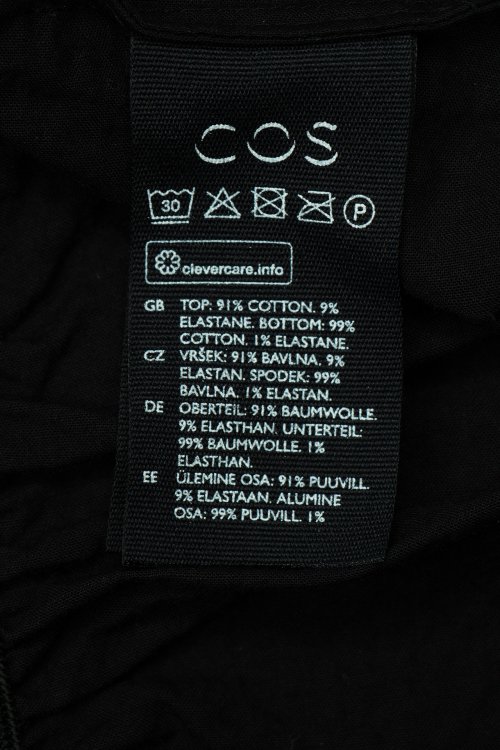 COS
30 P
clevercare.info
GB TOP: 91% COTTON. 9%
ELASTANE. BOTTOM: 99%
COTTON. 1% ELASTANE.
CZ VRŠEK: 91% BAVLNA. 9%
ELASTAN. SPODEK: 99%
BAVLNA. 1% ELASTAN.
DE OBERTEIL: 91% BAUMWOLLE.
9% ELASTHAN. UNTERTEIL:
99% BAUMWOLLE. 1%
ELASTHAN.
EE ÜLEMINE OSA: 91% PUUVILL.
9% ELASTAAN. ALUMINE
OSA: 99% PUUVILL. 1%